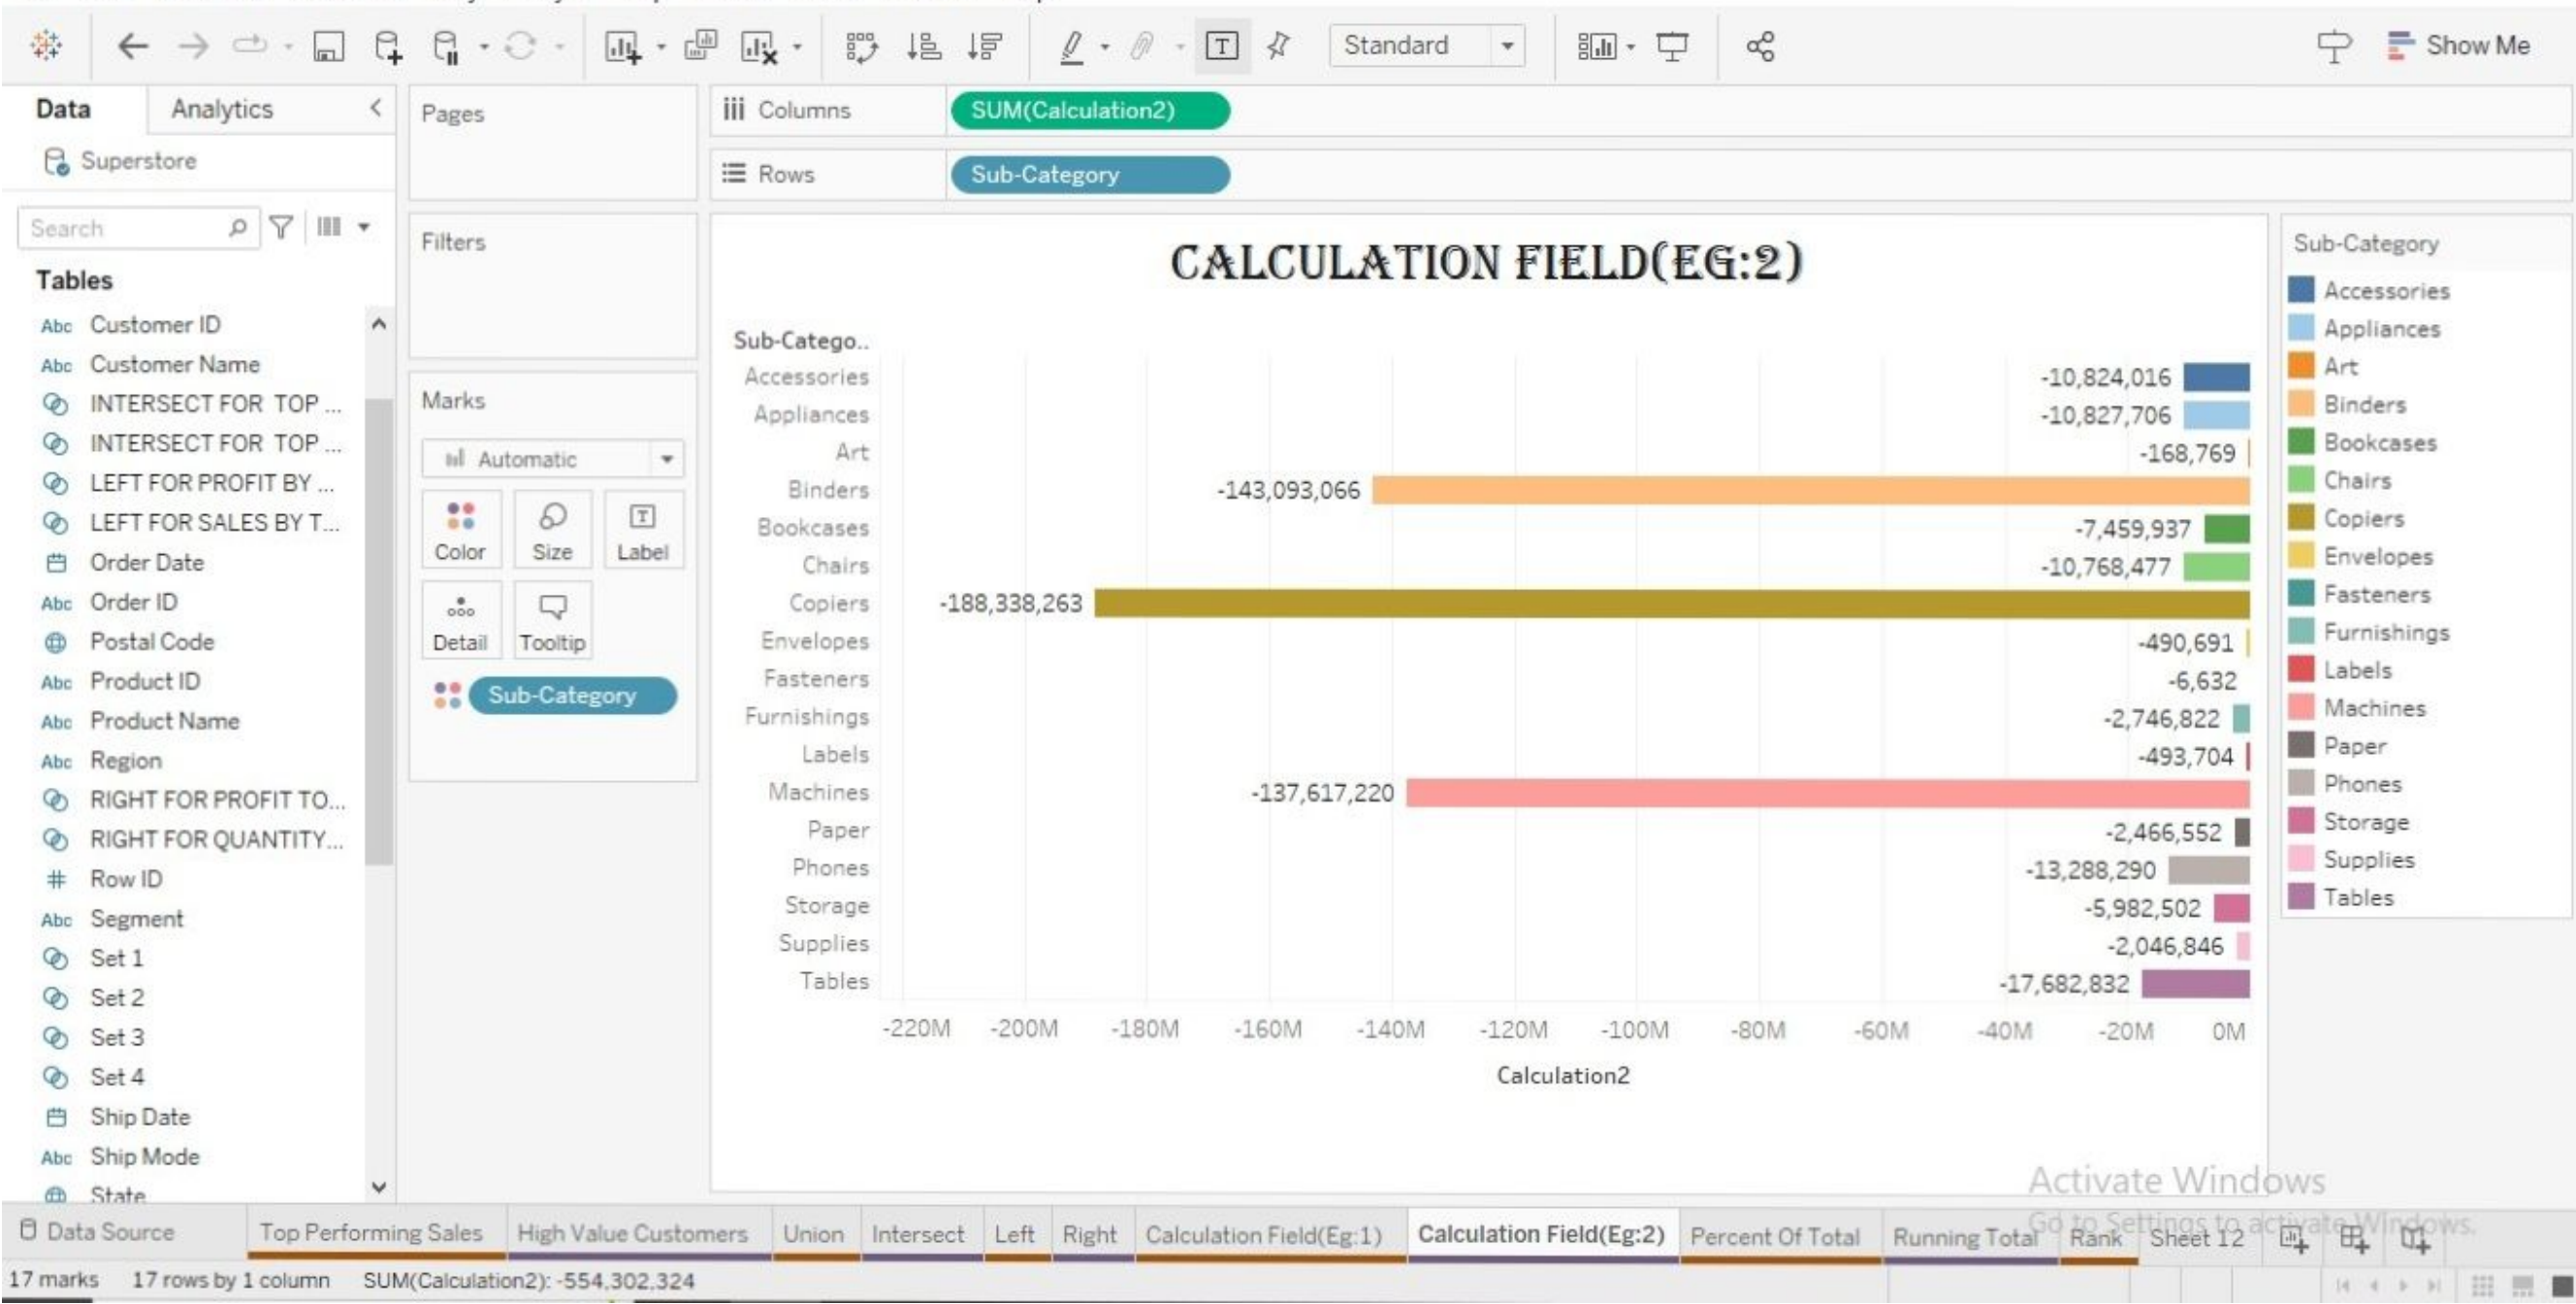 Standard
Show Me
Data
Analytics
Superstore
Search
Tables
Abc Customer ID
Abc Customer Name
INTERSECT FOR TOP ...
INTERSECT FOR TOP ...
LEFT FOR PROFIT BY ...
LEFT FOR SALES BY T...
Order Date
Abc Order ID
Postal Code
Abc Product ID
Abc Product Name
Abc Region
RIGHT FOR PROFIT TO...
RIGHT FOR QUANTITY...
# Row ID
Abc Segment
Set 1
Set 2
Set 3
Set 4
Ship Date
Abc Ship Mode
State
Pages
Filters
Marks
Automatic
Color Size Label
Detail Tooltip
Sub-Category
Columns SUM(Calculation2)
Rows Sub-Category
CALCULATION FIELD(EG:2)
Sub-Catego..
Accessories -10,824,016
Appliances -10,827,706
Art -168,769
Binders -143,093,066
Bookcases -7,459,937
Chairs -10,768,477
Copiers -188,338,263
Envelopes -490,691
Fasteners -6,632
Furnishings -2,746,822
Labels -493,704
Machines -137,617,220
Paper -2,466,552
Phones -13,288,290
Storage -5,982,502
Supplies -2,046,846
Tables -17,682,832
-220M -200M -180M -160M -140M -120M -100M -80M -60M -40M -20M 0M
Calculation2
Sub-Category
Accessories
Appliances
Art
Binders
Bookcases
Chairs
Copiers
Envelopes
Fasteners
Furnishings
Labels
Machines
Paper
Phones
Storage
Supplies
Tables
Activate Windows
Go to Settings to activate Windows.
Data Source Top Performing Sales High Value Customers Union Intersect Left Right Calculation Field(Eg:1) Calculation Field(Eg:2) Percent Of Total Running Total Rank Sheet 12
17 marks 17 rows by 1 column SUM(Calculation2): -554,302,324